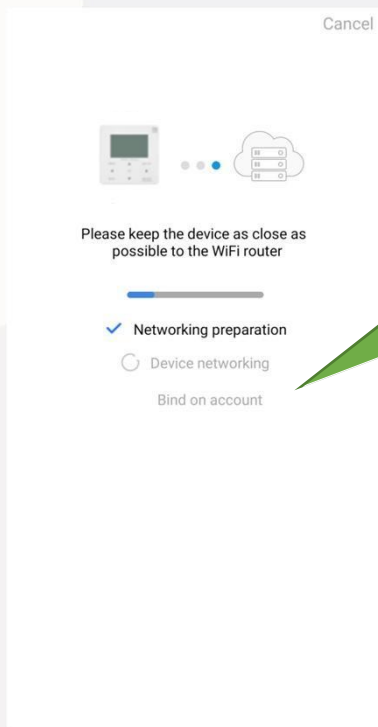 Cancel
Please keep the device as close as
possible to the WiFi router
Networking preparation
Device networking
Bind on account